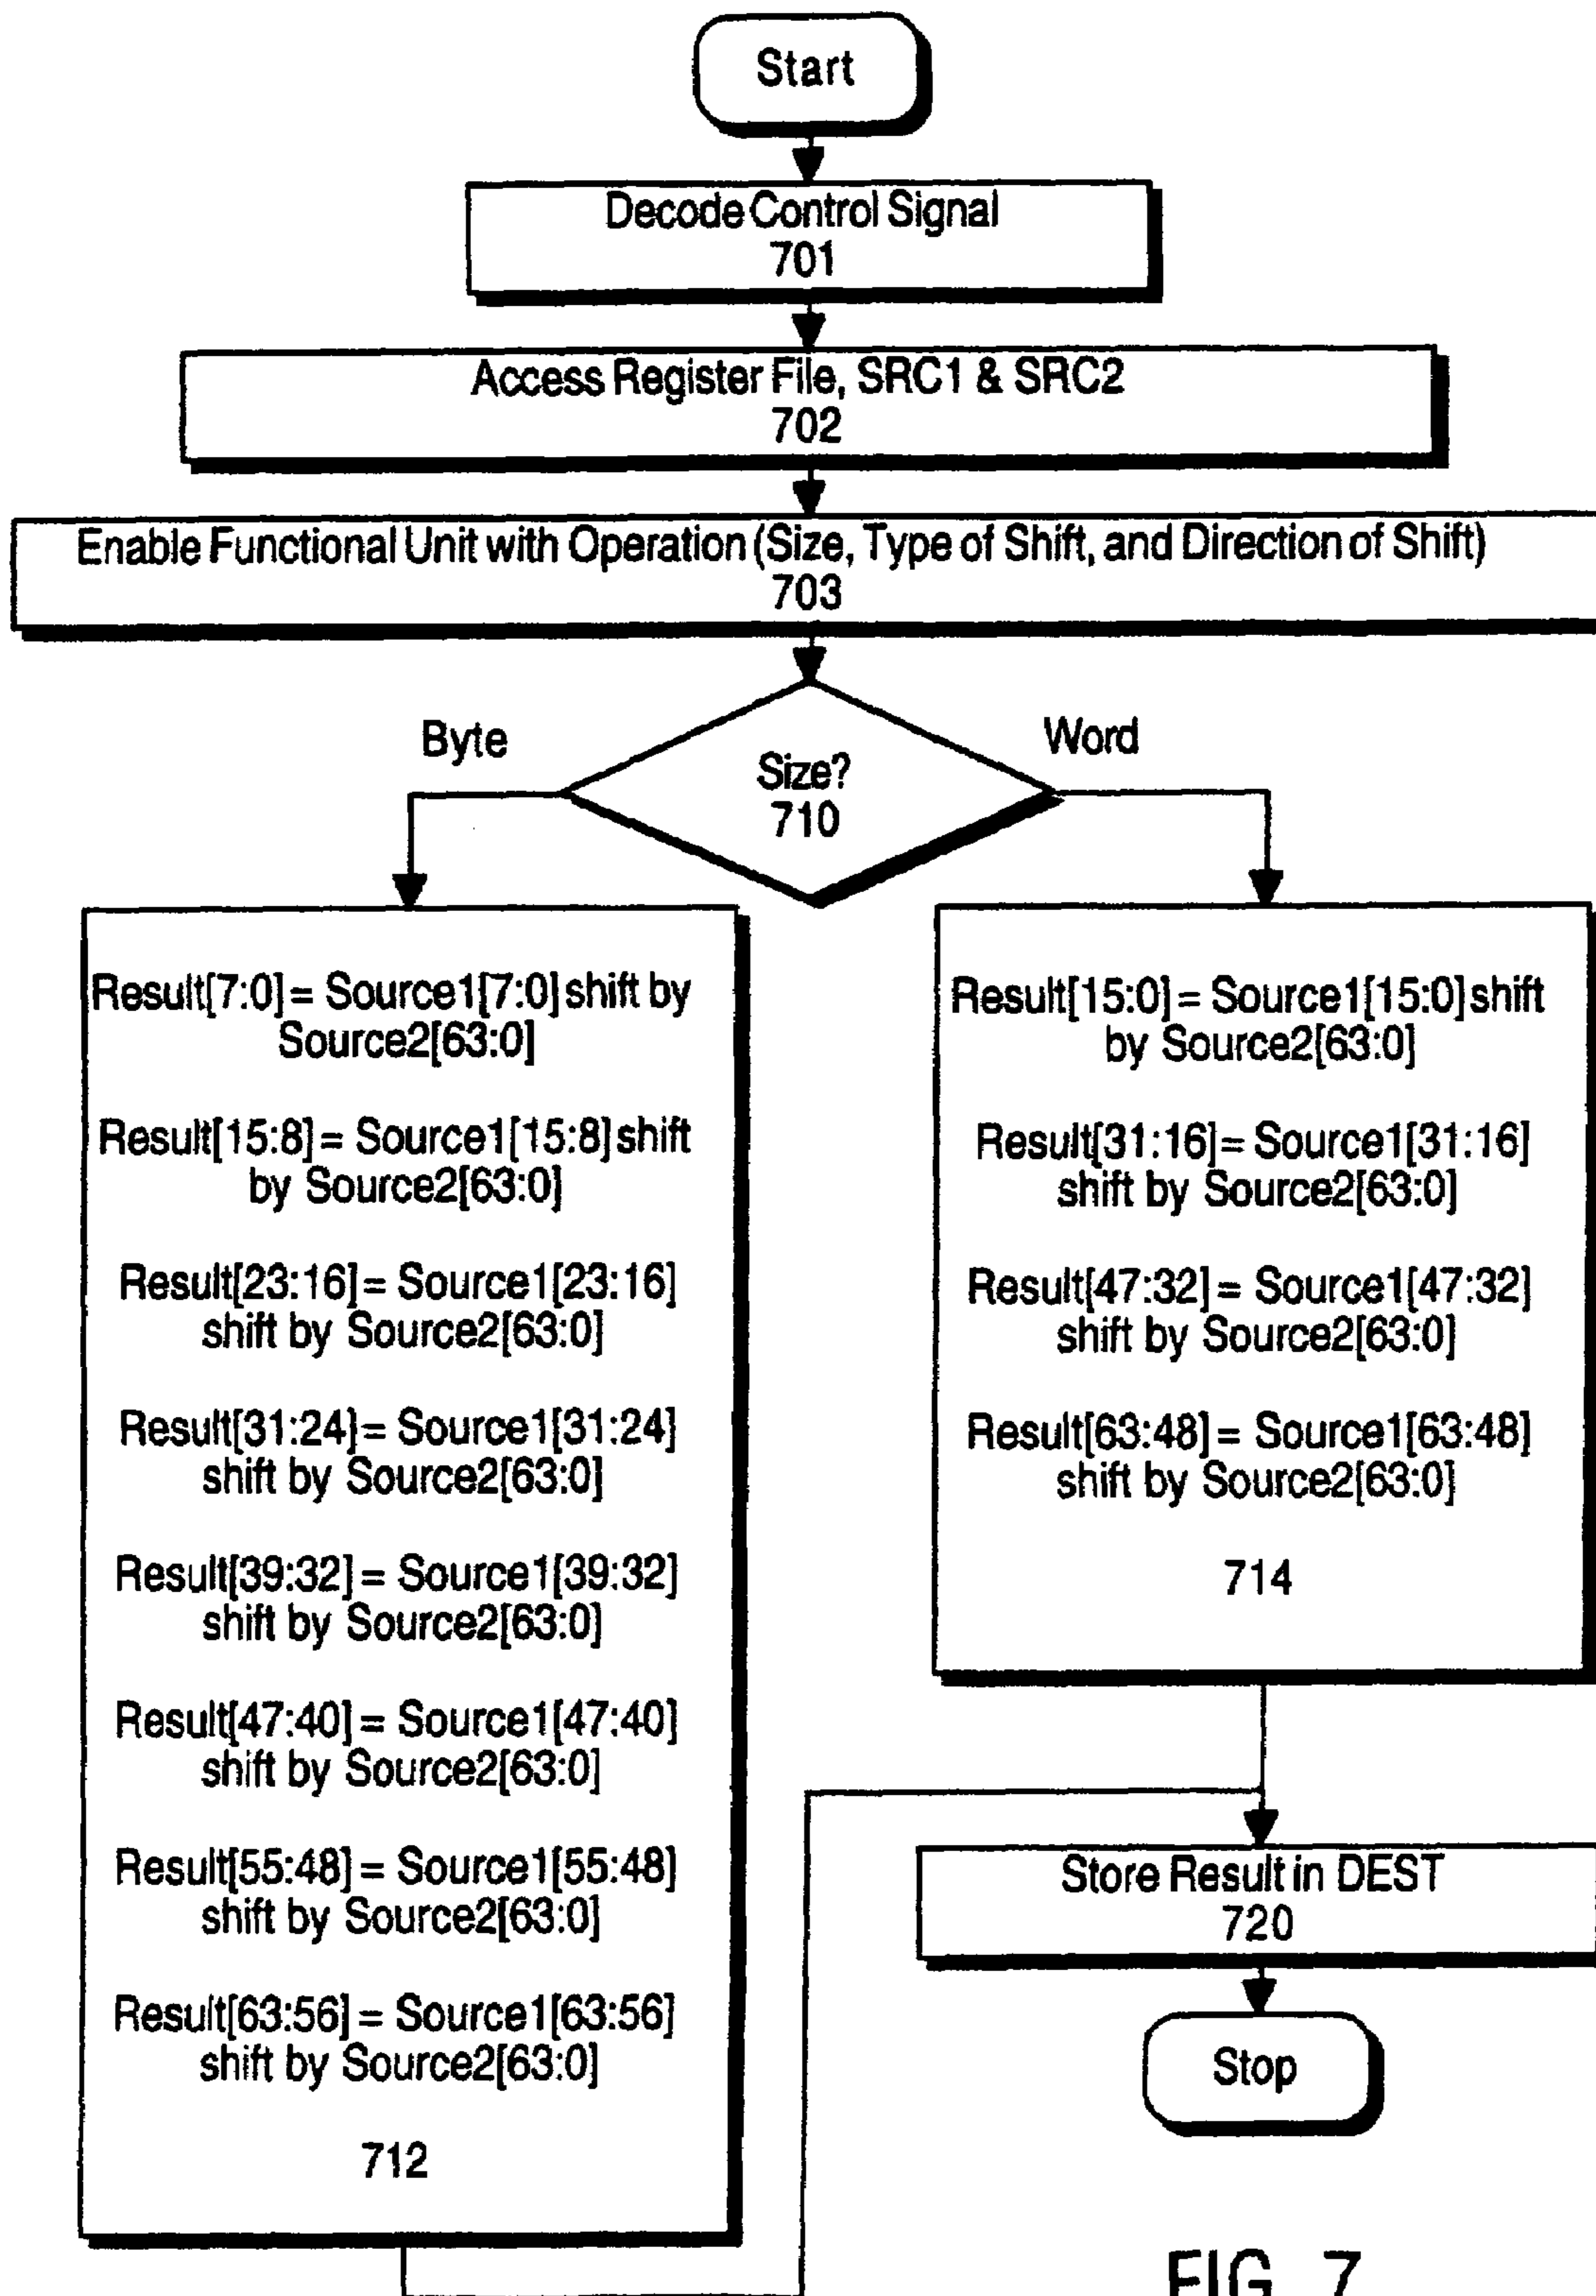 Start
Decode Control Signal
701
Access Register File, SRC1 & SRC2
702
Enable Functional Unit with Operation (Size, Type of Shift, and Direction of Shift)
703
Byte
Word
Size?
710
Result[7:0] = Source1[7:0] shift by
Source2[63:0]
Result[15:8] = Source1[15:8] shift
by Source2[63:0]
Result[23:16] = Source1[23:16]
shift by Source2[63:0]
Result[31:24] = Source1[31:24]
shift by Source2[63:0]
Result[39:32] = Source1[39:32]
shift by Source2[63:0]
Result[47:40] = Source1[47:40]
shift by Source2[63:0]
Result[55:48] = Source1[55:48]
shift by Source2[63:0]
Result[63:56] = Source1[63:56]
shift by Source2[63:0]
712
Result[15:0] = Source1[15:0] shift
by Source2[63:0]
Result[31:16] = Source1[31:16]
shift by Source2[63:0]
Result[47:32] = Source1[47:32]
shift by Source2[63:0]
Result[63:48] = Source1[63:48]
shift by Source2[63:0]
714
Store Result in DEST
720
Stop
FIG. 7